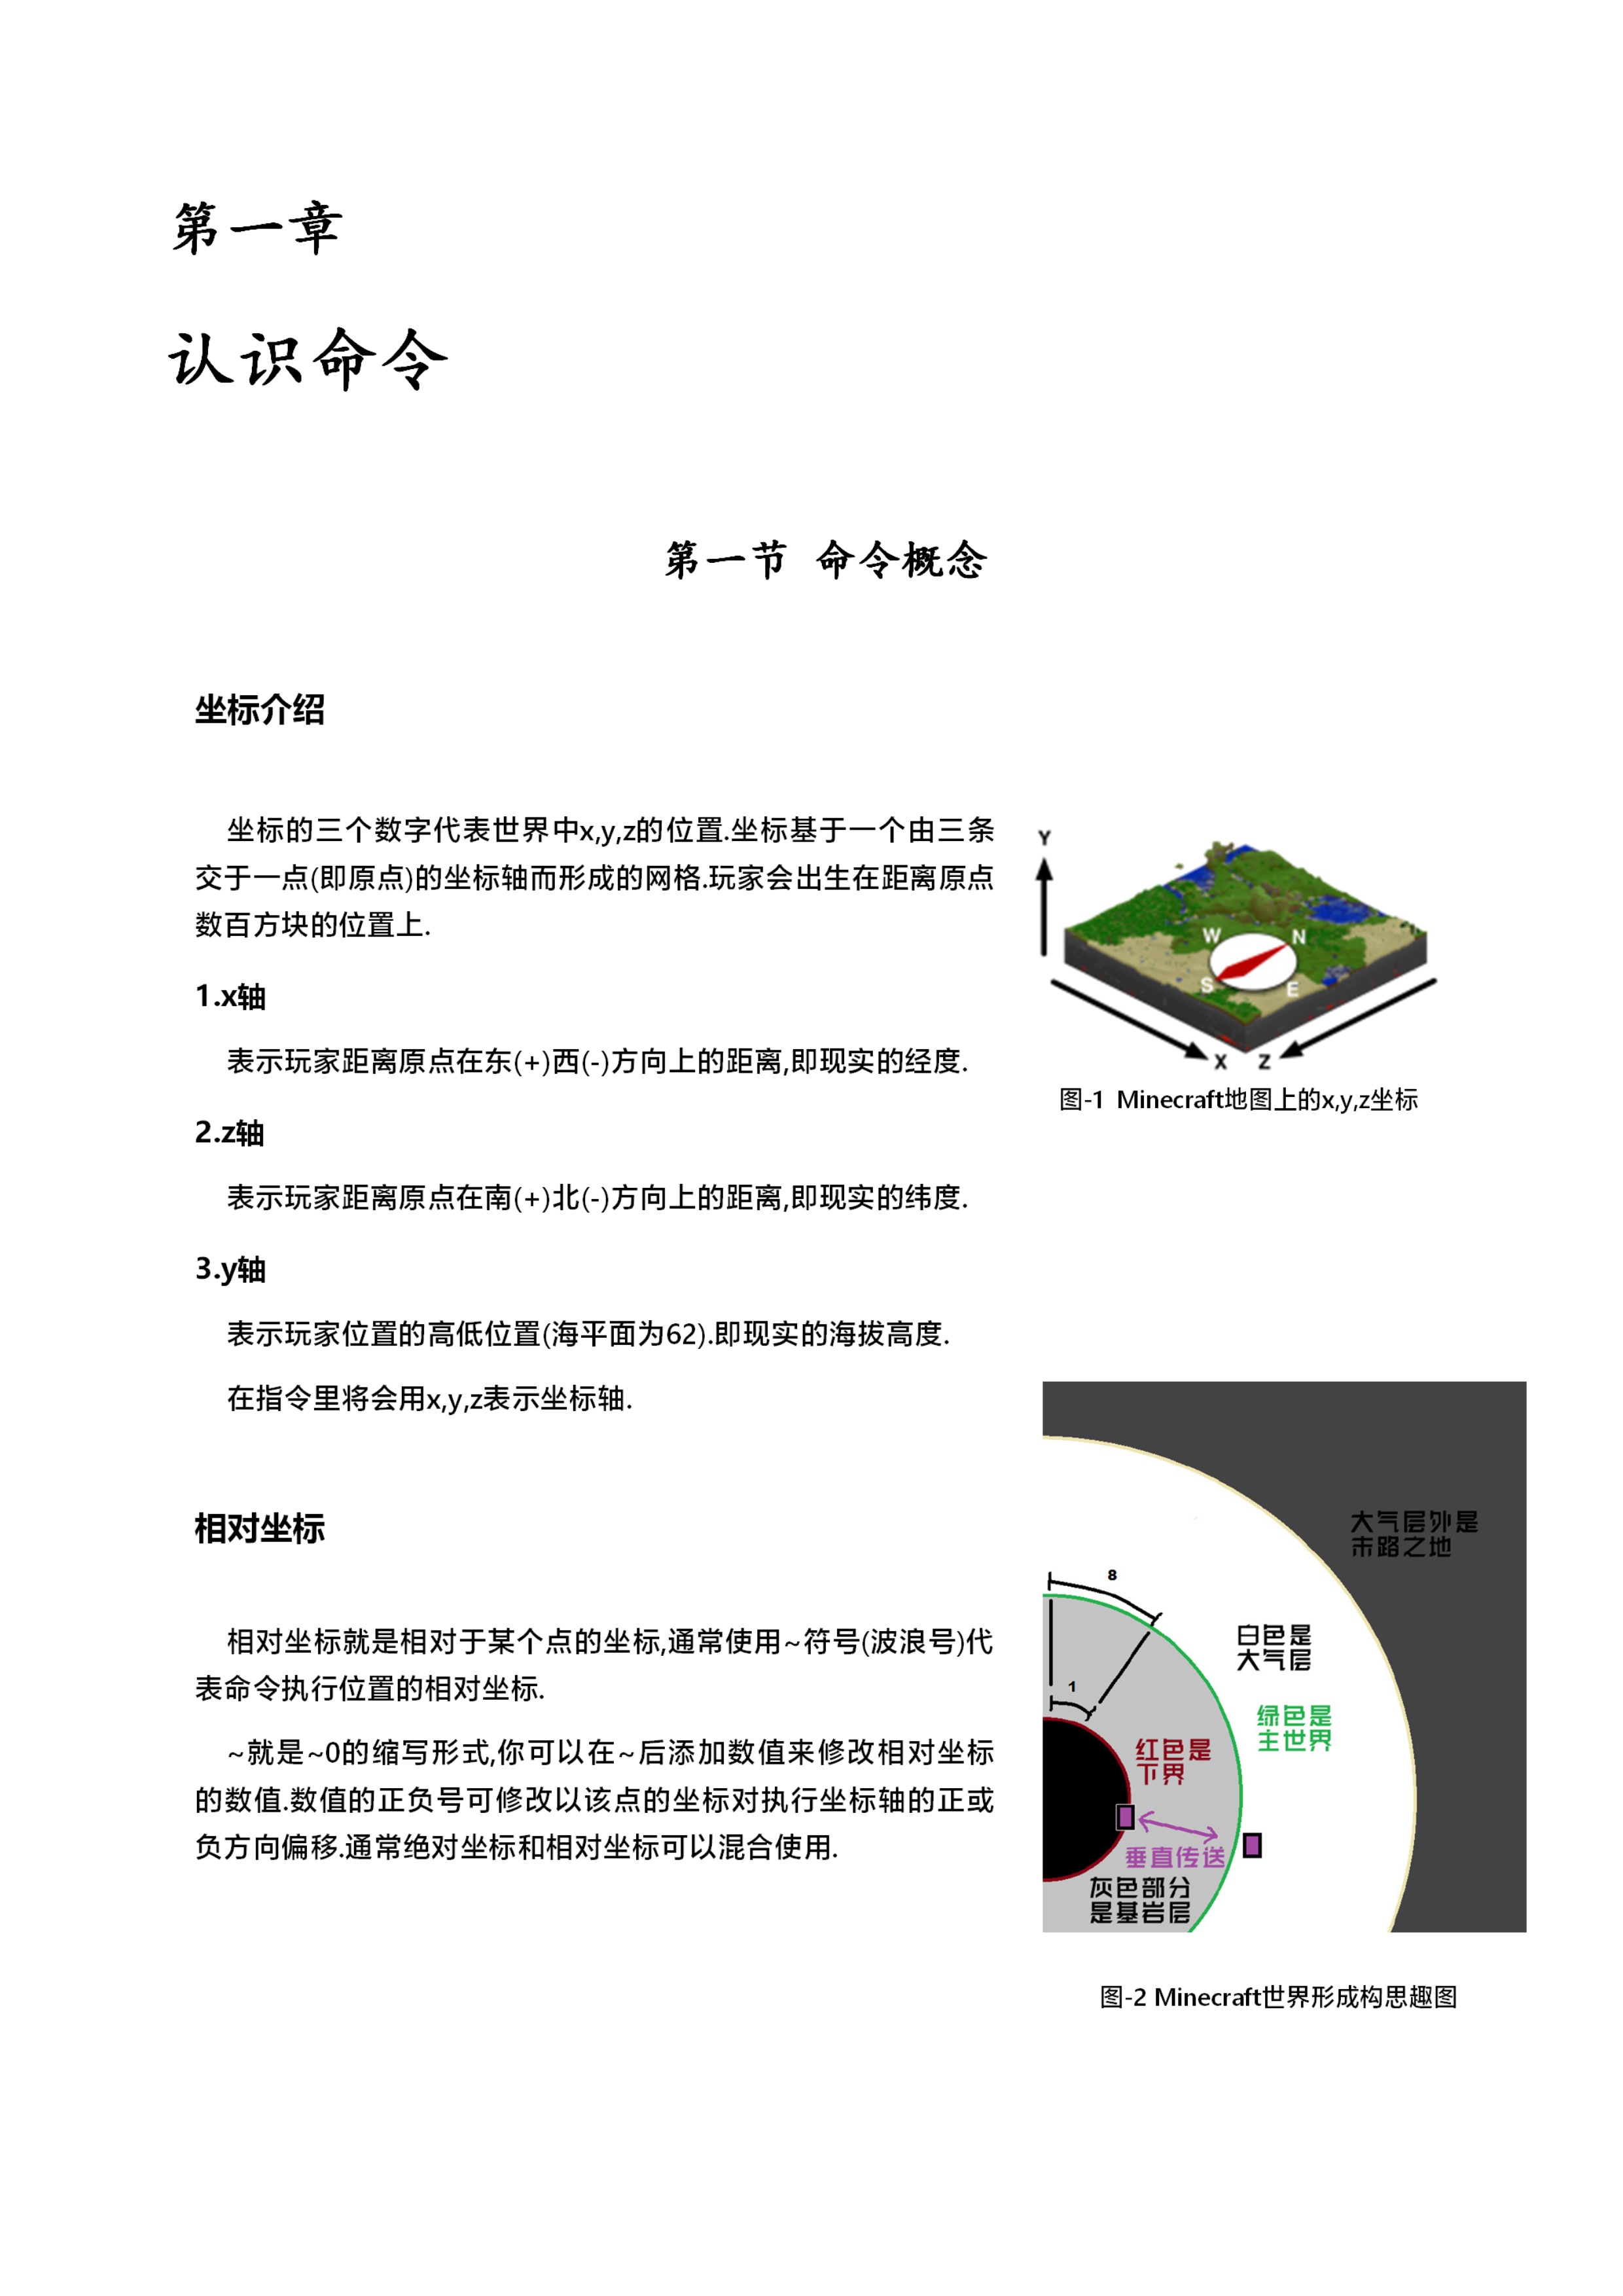 第一章
认识命令
第一节 命令概念
坐标介绍
坐标的三个数字代表世界中x,y,z的位置.坐标基于一个由三条
交于一点(即原点)的坐标轴而形成的网格.玩家会出生在距离原点
数百方块的位置上.
1.x轴
表示玩家距离原点在东(+)西(-)方向上的距离,即现实的经度.
2.z轴
表示玩家距离原点在南(+)北(-)方向上的距离,即现实的纬度.
3.y轴
表示玩家位置的高低位置(海平面为62).即现实的海拔高度.
在指令里将会用x,y,z表示坐标轴.
Y
W
N
S
E
X
Z
图-1 Minecraft地图上的x,y,z坐标
相对坐标
相对坐标就是相对于某个点的坐标,通常使用~符号(波浪号)代
表命令执行位置的相对坐标.
~就是~0的缩写形式,你可以在~后添加数值来修改相对坐标
的数值.数值的正负号可修改以该点的坐标对执行坐标轴的正或
负方向偏移.通常绝对坐标和相对坐标可以混合使用.
大气层外是
末路之地
8
白色是
大气层
1
绿色是
主世界
红色是
下界
垂直传送
灰色部分
是基岩层
图-2 Minecraft世界形成构思趣图